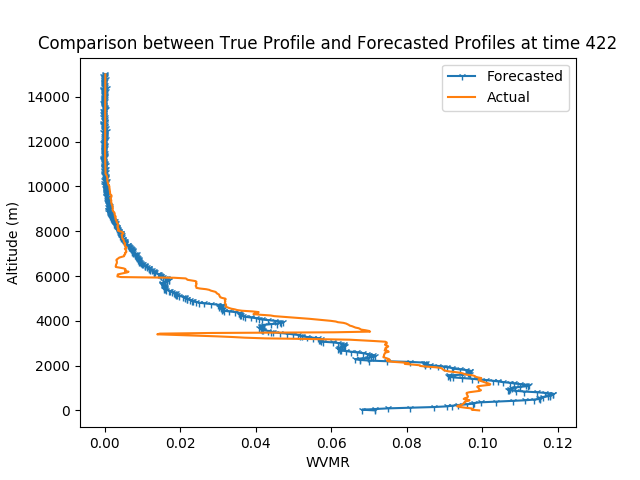 Comparison between True Profile and Forecasted Profiles at time 422
Forecasted
Actual
14000
12000
10000
8000
6000
4000
2000
0
Altitude (m)
0.00 0.02 0.04 0.06 0.08 0.10 0.12
WVMR